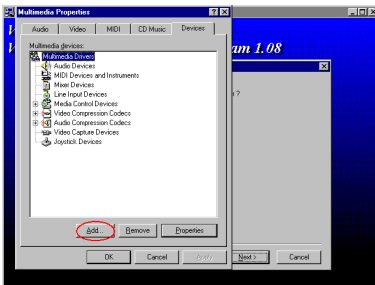 Multimedia Properties
Audio Video MIDI CD Music Devices
Multimedia devices:
Multimedia Drivers
Audio Devices
MIDI Devices and Instruments
Mixer Devices
Line Input Devices
Media Control Devices
Video Compression Codecs
Audio Compression Codecs
Video Capture Devices
Joystick Devices
Add... Remove Properties
OK Cancel Apply
am 1.08
r?
Next > Cancel